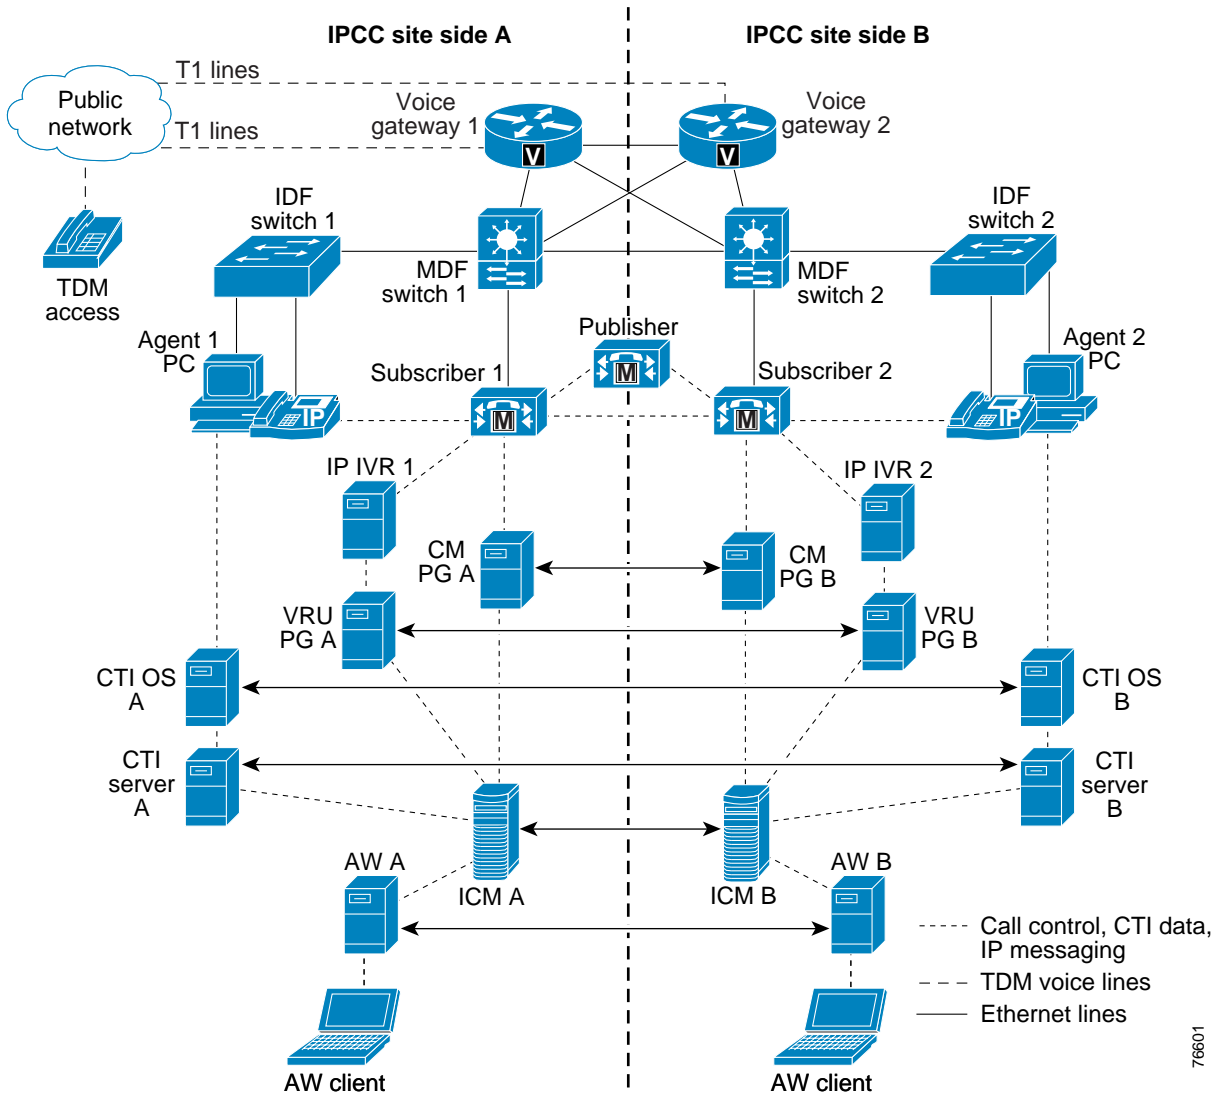 IPCC site side A
IPCC site side B
T1 lines
Public
network
T1 lines
Voice
gateway 1
V
Voice
gateway 2
V
IDF
switch 1
IDF
switch 2
TDM
access
MDF
switch 1
MDF
switch 2
Publisher
M
Agent 1
PC
IP
Subscriber 1
M
Subscriber 2
M
Agent 2
PC
IP
IP IVR 1
IP IVR 2
CM
PG A
CM
PG B
VRU
PG A
VRU
PG B
CTI OS
A
CTI OS
B
CTI
server
A
CTI
server
B
AW A
ICM A
ICM B
AW B
Call control, CTI data,
IP messaging
TDM voice lines
Ethernet lines
AW client
AW client
76601